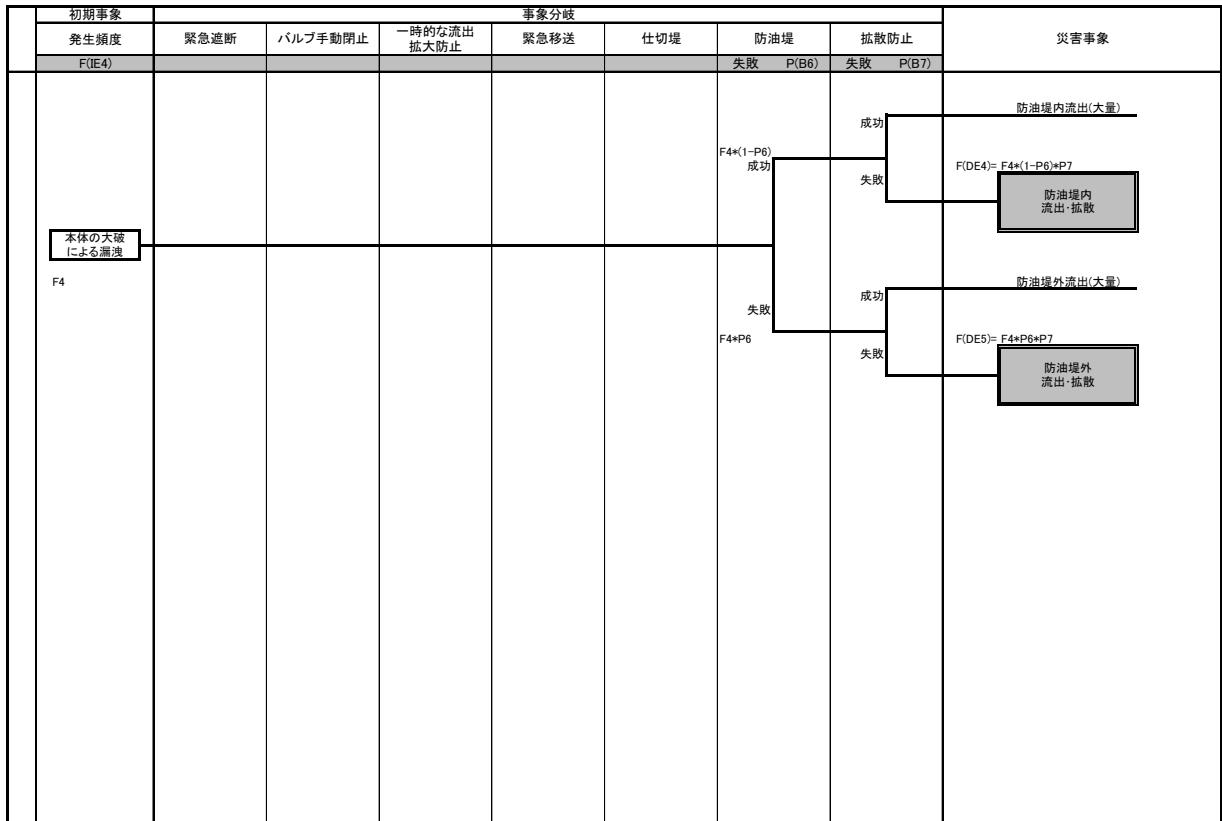 初期事象
事象分岐
発生頻度
緊急遮断
バルブ手動閉止
一時的な流出
拡大防止
緊急移送
仕切堤
防油堤
拡散防止
災害事象
F(IE4)
失敗 P(B6)
失敗 P(B7)
防油堤内流出(大量)
成功
F4*(1-P6)
成功
F(DE4)= F4*(1-P6)*P7
失敗
防油堤内
流出・拡散
本体の大破
による漏洩
F4
防油堤外流出(大量)
成功
失敗
F4*P6
F(DE5)= F4*P6*P7
失敗
防油堤外
流出・拡散